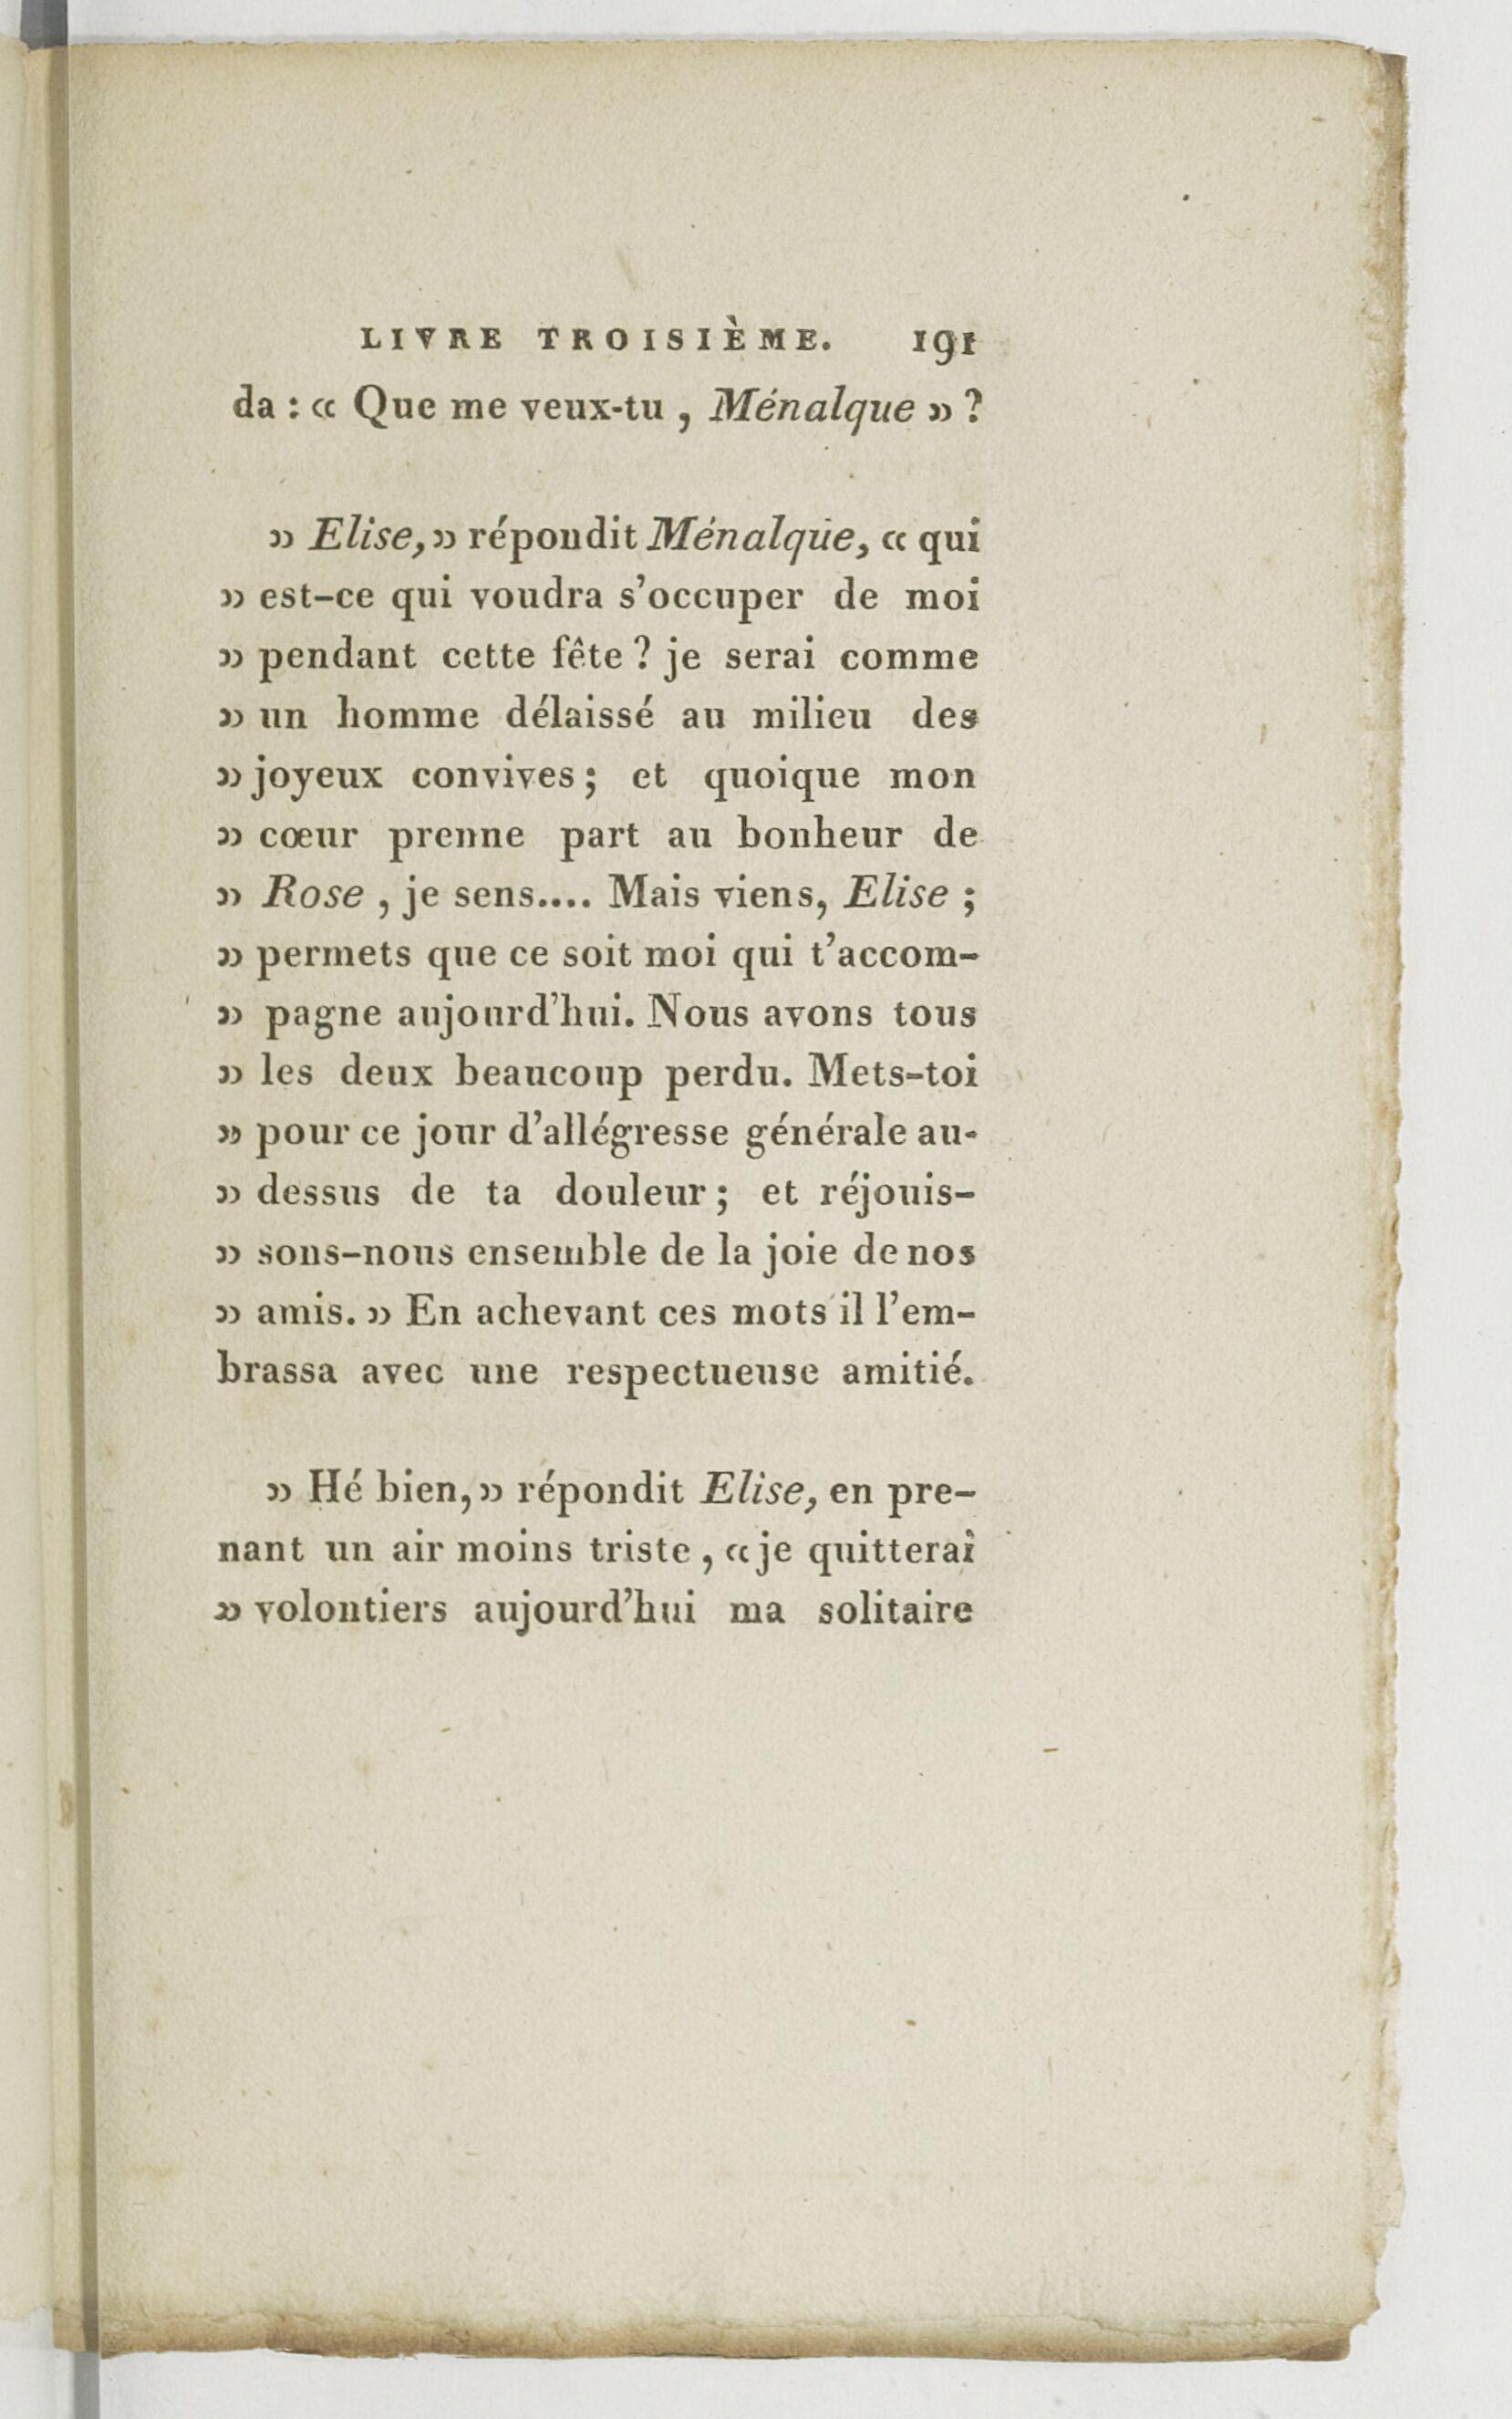 LIVRE TROISIÈME. 191
da : « Que me veux-tu , Ménalque » ?
» Elise, » répondit Ménalque, « qui
» est-ce qui voudra s'occuper de moi
» pendant cette fête ? je serai comme
» un homme délaissé au milieu des
» joyeux convives ; et quoique mon
» cœur prenne part au bonheur de
» Rose , je sens.... Mais viens, Elise ;
» permets que ce soit moi qui t'accom-
» pagne aujourd'hui. Nous avons tous
» les deux beaucoup perdu. Mets-toi
» pour ce jour d'allégresse générale au-
» dessus de ta douleur ; et réjouis-
» sons-nous ensemble de la joie de nos
» amis. » En achevant ces mots il l'em-
brassa avec une respectueuse amitié.
» Hé bien, » répondit Elise, en pre-
nant un air moins triste , « je quitterai
» volontiers aujourd'hui ma solitaire